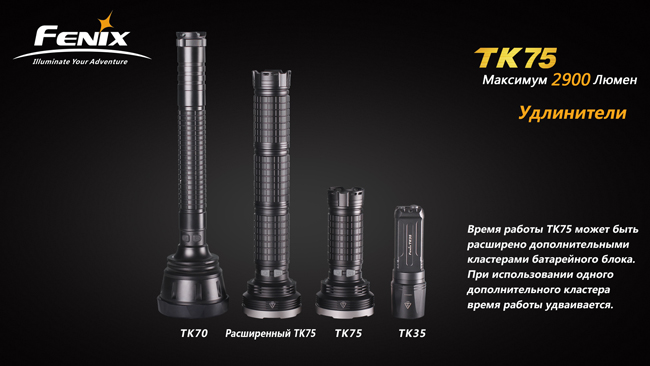 FENIX
Illuminate Your Adventure
TK75
Максимум 2900 Люмен
Удлинители
Время работы TK75 может быть
расширено дополнительными
кластерами батарейного блока.
При использовании одного
дополнительного кластера
время работы удваивается.
TK70 Расширенный TK75 TK75 TK35